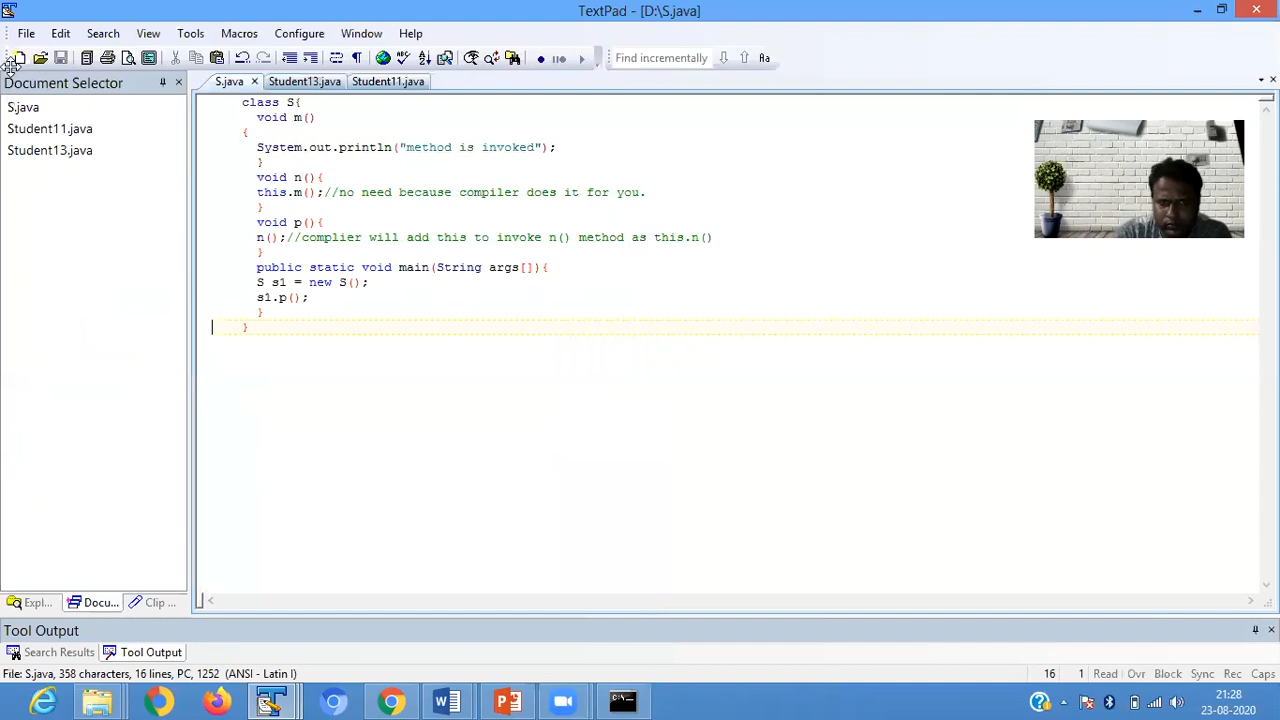 TextPad - [D:\S.java]
File Edit Search View Tools Macros Configure Window Help
Find incrementally Aa
Document Selector
S.java Student13.java Student11.java
S.java
Student11.java
Student13.java
class S{
void m()
{
System.out.println("method is invoked");
}
void n(){
this.m();//no need because compiler does it for you.
}
void p(){
n();//complier will add this to invoke n() method as this.n()
}
public static void main(String args[]){
S s1 = new S();
s1.p();
}
}
Expl... Docu... Clip ...
Tool Output
Search Results Tool Output
File: S.java, 358 characters, 16 lines, PC, 1252 (ANSI - Latin I) 16 1 Read Ovr Block Sync Rec Caps
21:28
23-08-2020